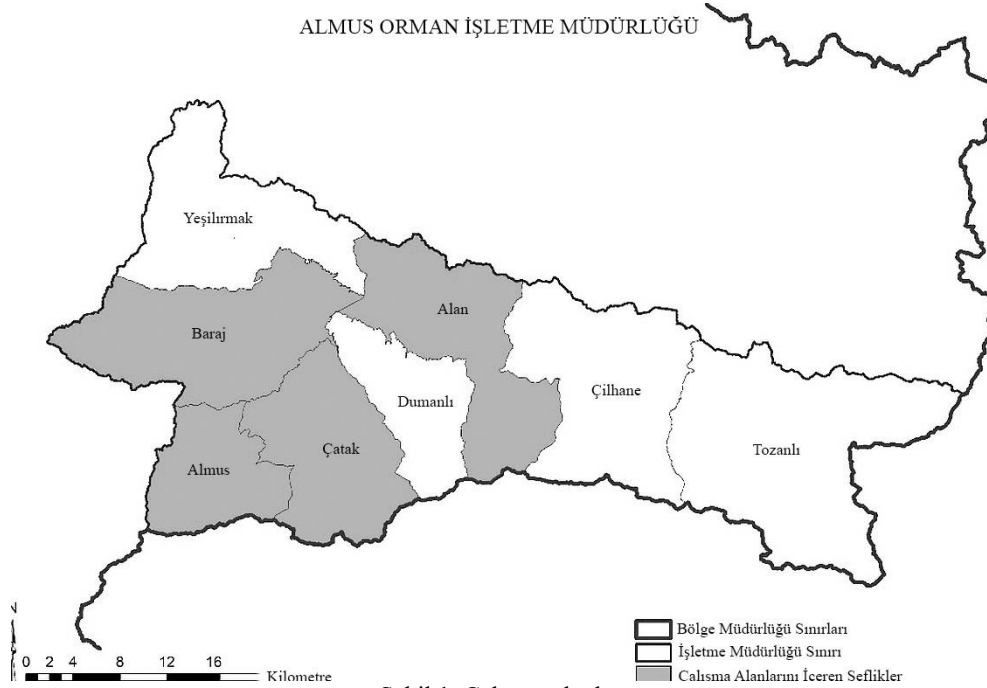 ALMUS ORMAN İŞLETME MÜDÜRLÜĞÜ
Yeşilırmak
Alan
Baraj
Çilhane
Dumanlı
Çatak
Tozanlı
Almus
N
Bölge Müdürlüğü Sınırları
İşletme Müdürlüğü Sınırı
0 2 4 8 12 16
Kilometre
Çalışma Alanlarını İçeren Şeflikler